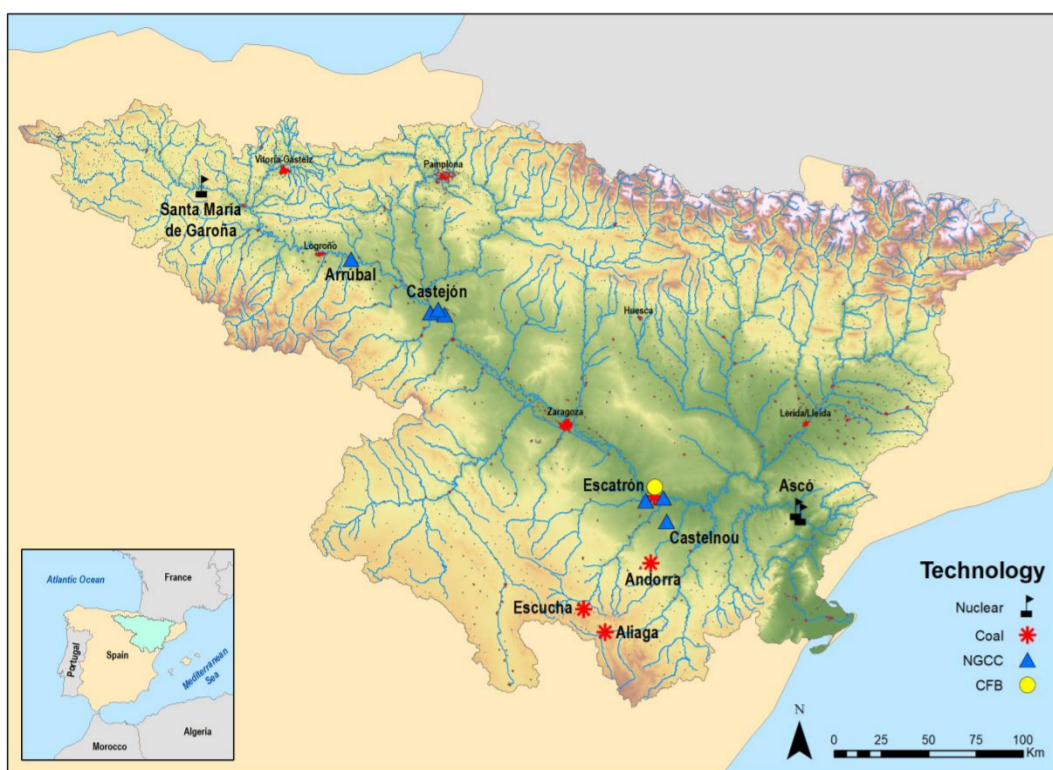 Vitoria-Gasteiz
Pamplona
Santa María
de Garoña
Logroño
Arrúbal
Castejón
Huesca
Zaragoza
Lérida/Lleida
Escatrón
Ascó
Castelnou
Andorra
Escucha
Aliaga
Atlantic Ocean
France
Portugal
Spain
Mediterranean
Sea
Morocco
Algeria
Technology
Nuclear
Coal
NGCC
CFB
N
0 25 50 75 100
Km